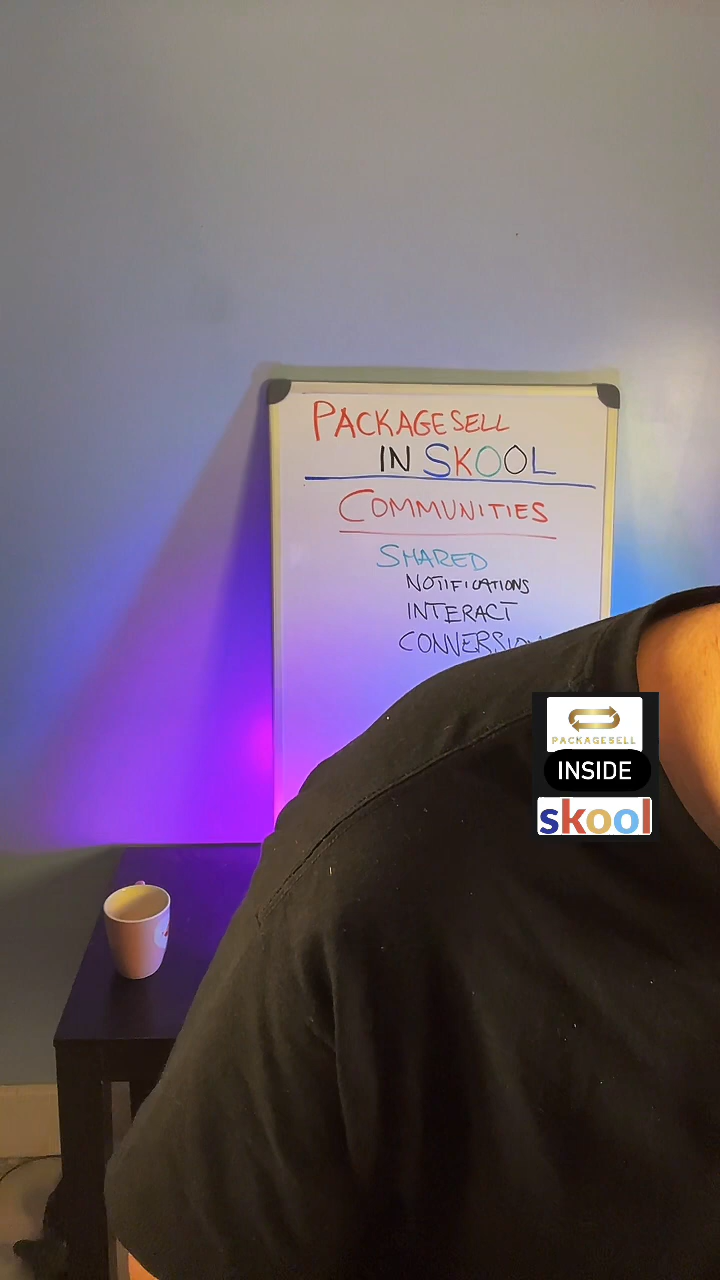 PACKAGESELL
IN SKOOL
COMMUNITIES
SHARED
NOTIFICATIONS
INTERACT
PACKAGESELL
INSIDE
skool